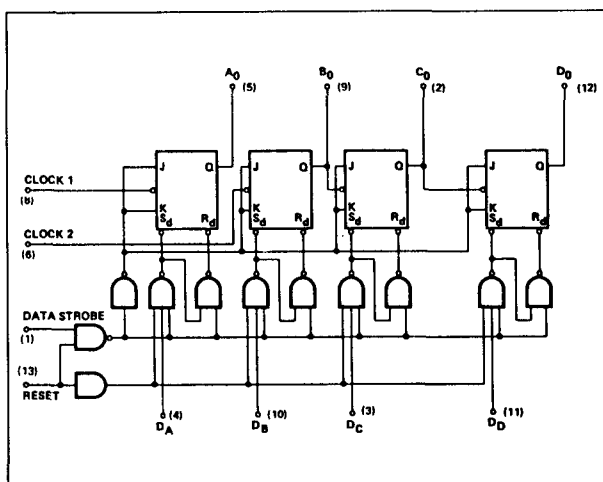 A0 B0 C0 D0
(5) (9) (2) (12)
J Q J Q J Q J Q
CLOCK 1
(8)
K K K K
Sd Rd Sd Rd Sd Rd Sd Rd
CLOCK 2
(6)
DATA STROBE
(1)
(13)
RESET
(4) (10) (3) (11)
DA DB DC DD